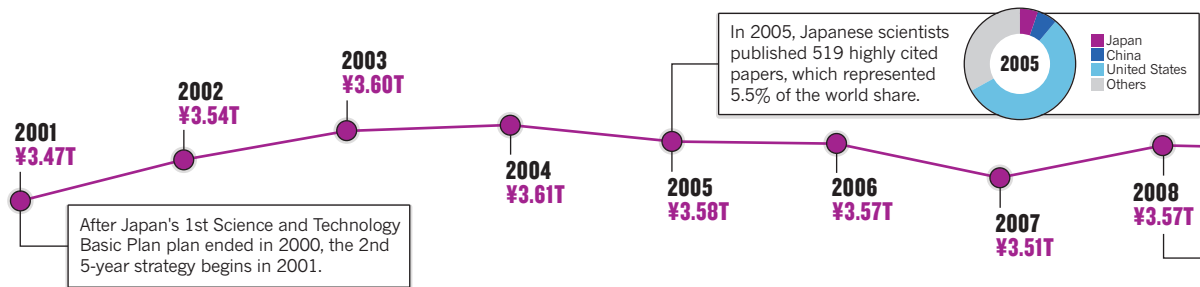 2001
¥3.47T
After Japan's 1st Science and Technology
Basic Plan plan ended in 2000, the 2nd
5-year strategy begins in 2001.
2002
¥3.54T
2003
¥3.60T
2004
¥3.61T
In 2005, Japanese scientists
published 519 highly cited
papers, which represented
5.5% of the world share.
2005
Japan
China
United States
Others
2005
¥3.58T
2006
¥3.57T
2007
¥3.51T
2008
¥3.57T